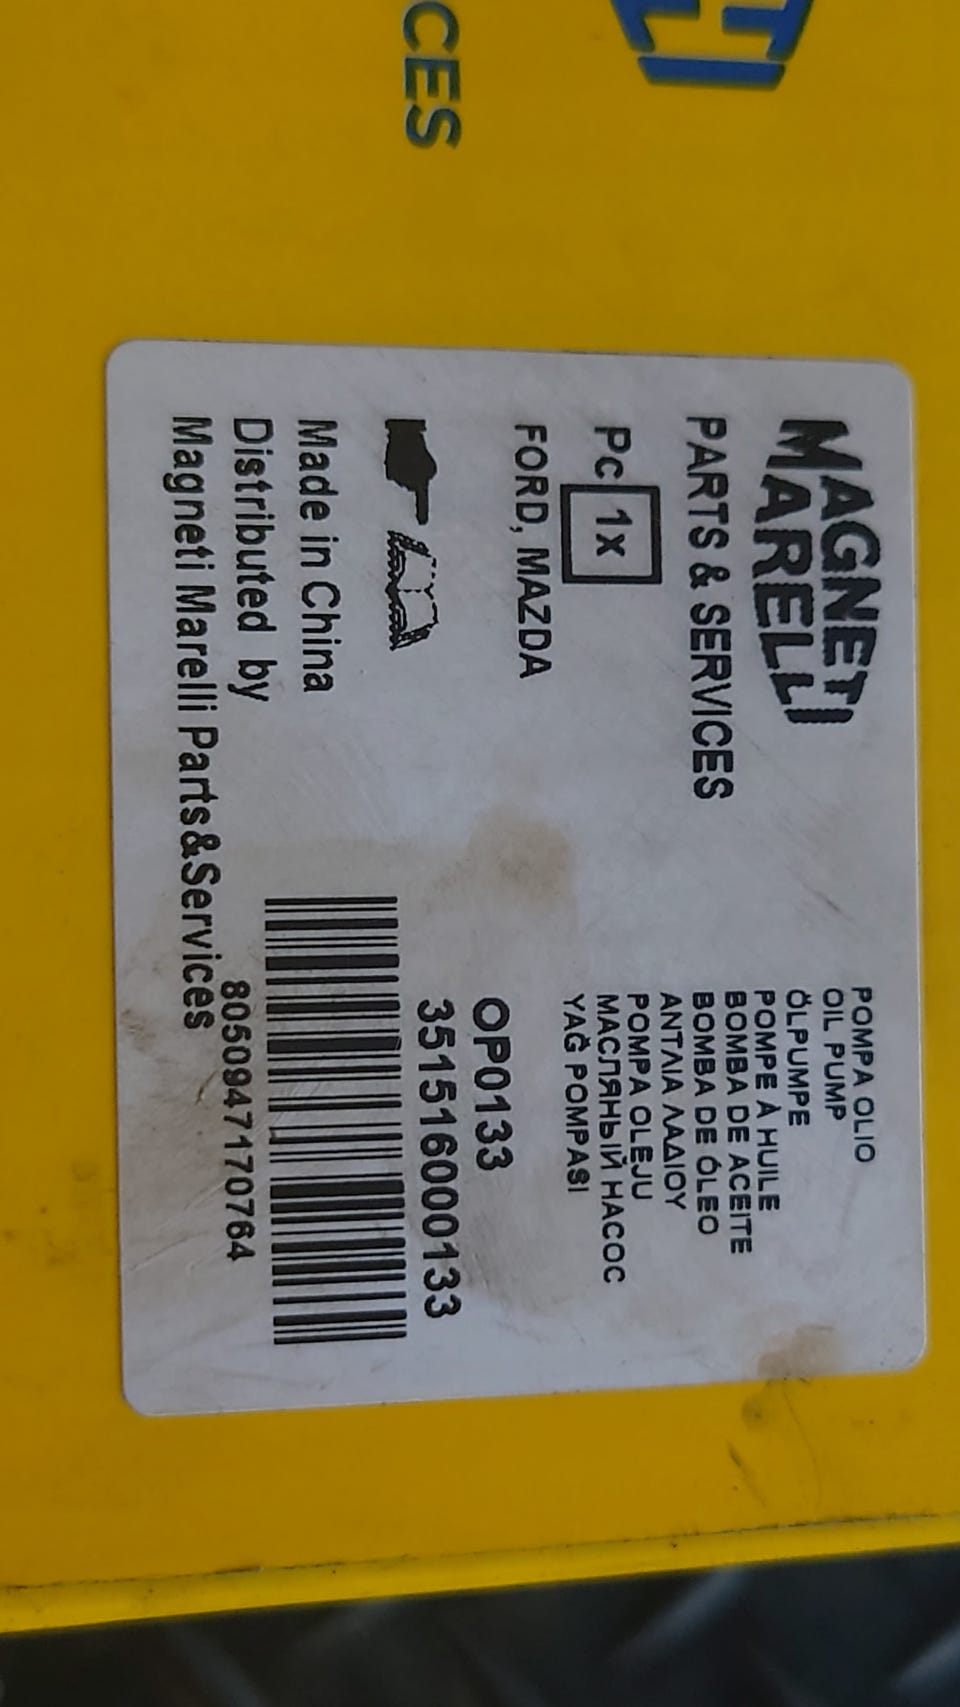 CES
MAGNETI
MARELLI
PARTS & SERVICES
Pc 1x
FORD, MAZDA
Made in China
Distributed by
Magneti Marelli Parts&Services
POMPA OLIO
OIL PUMP
ÖLPUMPE
POMPE À HUILE
BOMBA DE ACEITE
BOMBA DE ÓLEO
ΑΝΤΛΙΑ ΛΑΔΙΟΥ
POMPA OLEJU
МАСЛЯНЫЙ НАСОС
YAĞ POMPASI
OP0133
351516000133
8050947170764